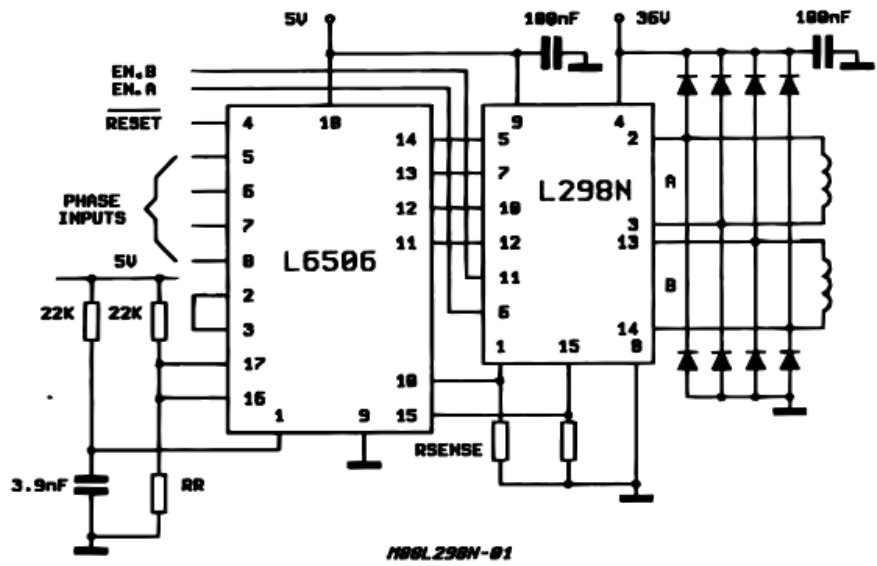 5V
100nF
36V
100nF
EN.B
EN.A
RESET
4
18
9
4
5
14
5
2
7
13
7
A
PHASE
INPUTS
6
12
10
L298N
7
11
12
3
13
8
L6506
11
B
5V
2
6
14
22K
22K
3
1
15
8
17
10
16
1
9
15
RSENSE
3.9nF
RR
M00L298N-01